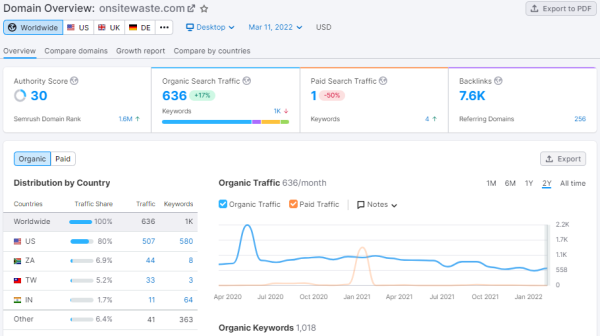 Domain Overview: onsitewaste.com
Export to PDF
Worldwide US UK DE ••• Desktop Mar 11, 2022 USD
Overview Compare domains Growth report Compare by countries
Authority Score
30
Semrush Domain Rank 1.6M ↑
Organic Search Traffic
636 +17%
Keywords 1K ↓
Paid Search Traffic
1 -50%
Keywords 4 ↑
Backlinks
7.6K
Referring Domains 256
Organic Paid
Export
Distribution by Country
Countries Traffic Share Traffic Keywords
Worldwide 100% 636 1K
US 80% 507 580
ZA 6.9% 44 8
TW 5.2% 33 3
IN 1.7% 11 64
Other 6.4% 41 363
Organic Traffic 636/month
1M 6M 1Y 2Y All time
Organic Traffic Paid Traffic Notes
2.2K
1.7K
1.1K
558
0
Apr 2020 Jul 2020 Oct 2020 Jan 2021 Apr 2021 Jul 2021 Oct 2021 Jan 2022
Organic Keywords 1,018